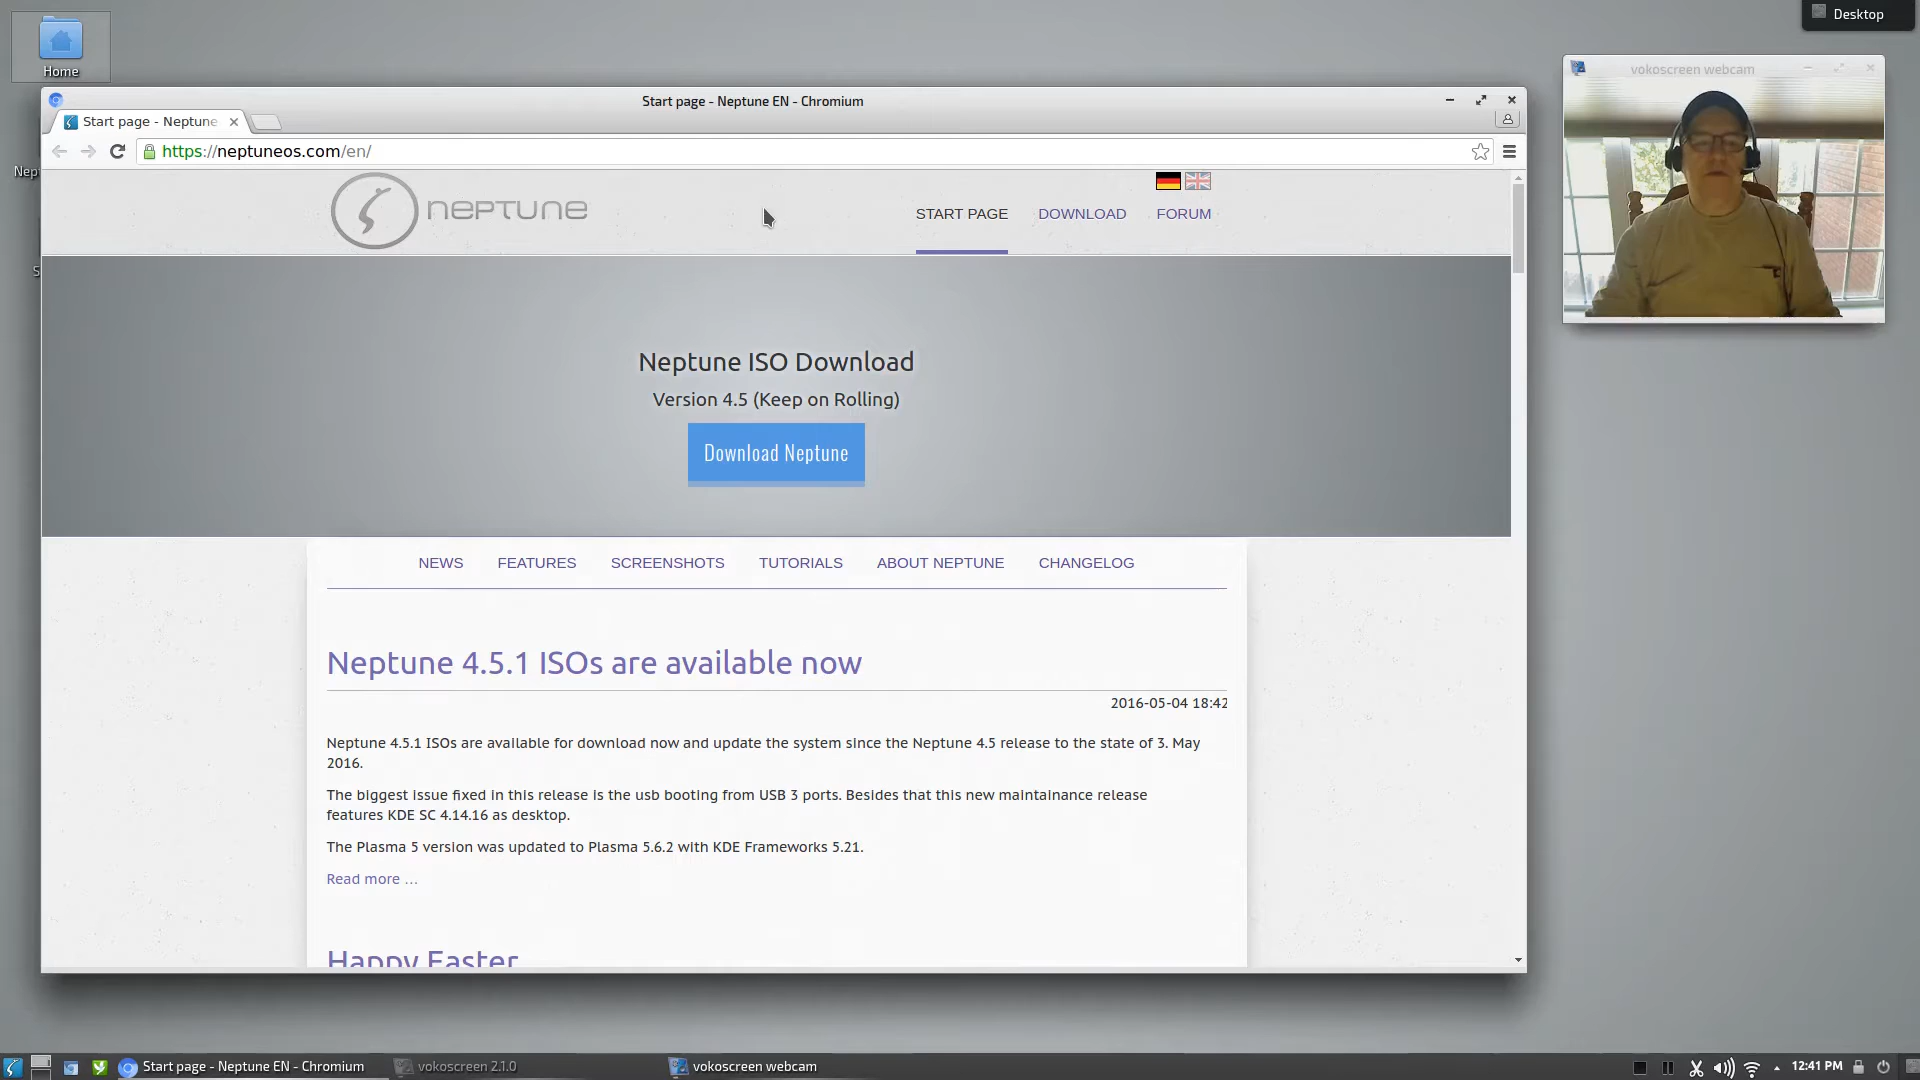 Desktop
Home
vokoscreen webcam
Start page - Neptune EN - Chromium
Start page - Neptune
https://neptuneos.com/en/
Nept
S
neptune
START PAGE
DOWNLOAD
FORUM
Neptune ISO Download
Version 4.5 (Keep on Rolling)
Download Neptune
NEWS
FEATURES
SCREENSHOTS
TUTORIALS
ABOUT NEPTUNE
CHANGELOG
Neptune 4.5.1 ISOs are available now
2016-05-04 18:42
Neptune 4.5.1 ISOs are available for download now and update the system since the Neptune 4.5 release to the state of 3. May
2016.
The biggest issue fixed in this release is the usb booting from USB 3 ports. Besides that this new maintainance release
features KDE SC 4.14.16 as desktop.
The Plasma 5 version was updated to Plasma 5.6.2 with KDE Frameworks 5.21.
Read more …
Happy Easter
Start page - Neptune EN - Chromium
vokoscreen 2.1.0
vokoscreen webcam
12:41 PM